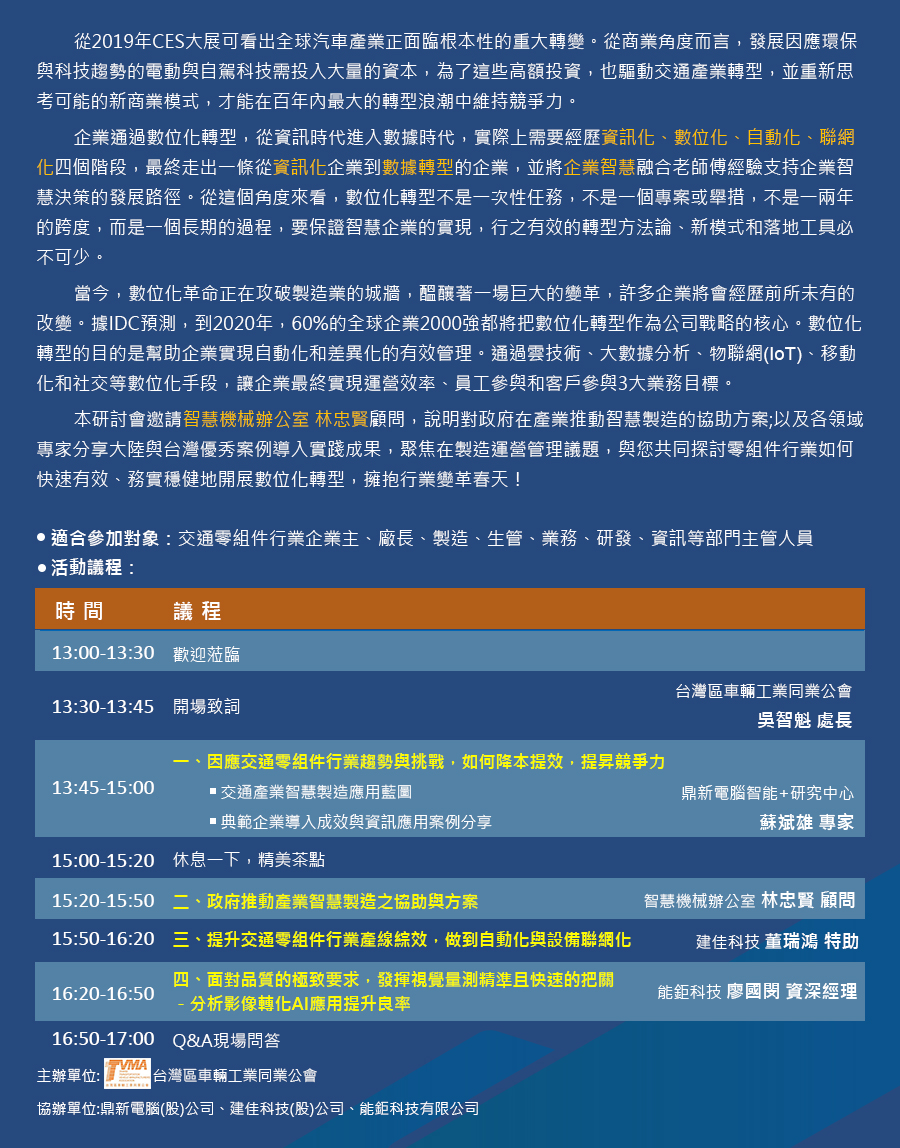 從2019年CES大展可看出全球汽車產業正面臨根本性的重大轉變。從商業角度而言，發展因應環保
與科技趨勢的電動與自駕科技需投入大量的資本，為了這些高額投資，也驅動交通產業轉型，並重新思
考可能的新商業模式，才能在百年內最大的轉型浪潮中維持競爭力。
企業通過數位化轉型，從資訊時代進入數據時代，實際上需要經歷資訊化、數位化、自動化、聯網
化四個階段，最終走出一條從資訊化企業到數據轉型的企業，並將企業智慧融合老師傅經驗支持企業智
慧決策的發展路徑。從這個角度來看，數位化轉型不是一次性任務，不是一個專案或舉措，不是一兩年
的跨度，而是一個長期的過程，要保證智慧企業的實現，行之有效的轉型方法論、新模式和落地工具必
不可少。
當今，數位化革命正在攻破製造業的城牆，醞釀著一場巨大的變革，許多企業將會經歷前所未有的
改變。據IDC預測，到2020年，60%的全球企業2000強都將把數位化轉型作為公司戰略的核心。數位化
轉型的目的是幫助企業實現自動化和差異化的有效管理。通過雲技術、大數據分析、物聯網(IoT)、移動
化和社交等數位化手段，讓企業最終實現運營效率、員工參與和客戶參與3大業務目標。
本研討會邀請智慧機械辦公室 林忠賢顧問，說明對政府在產業推動智慧製造的協助方案;以及各領域
專家分享大陸與台灣優秀案例導入實踐成果，聚焦在製造運營管理議題，與您共同探討零組件行業如何
快速有效、務實穩健地開展數位化轉型，擁抱行業變革春天！
● 適合參加對象：交通零組件行業企業主、廠長、製造、生管、業務、研發、資訊等部門主管人員
● 活動議程：
時 間 議 程
13:00-13:30 歡迎蒞臨
13:30-13:45 開場致詞 台灣區車輛工業同業公會
吳智魁 處長
一、因應交通零組件行業趨勢與挑戰，如何降本提效，提昇競爭力
13:45-15:00 ▪ 交通產業智慧製造應用藍圖 鼎新電腦智能+研究中心
▪ 典範企業導入成效與資訊應用案例分享 蘇斌雄 專家
15:00-15:20 休息一下，精美茶點
15:20-15:50 二、政府推動產業智慧製造之協助與方案 智慧機械辦公室 林忠賢 顧問
15:50-16:20 三、提升交通零組件行業產線綜效，做到自動化與設備聯網化 建佳科技 董瑞鴻 特助
16:20-16:50 四、面對品質的極致要求，發揮視覺量測精準且快速的把關 能鉅科技 廖國閔 資深經理
－分析影像轉化AI應用提升良率
16:50-17:00 Q&A現場問答
主辦單位: TVMA 台灣區車輛工業同業公會
協辦單位:鼎新電腦(股)公司、建佳科技(股)公司、能鉅科技有限公司